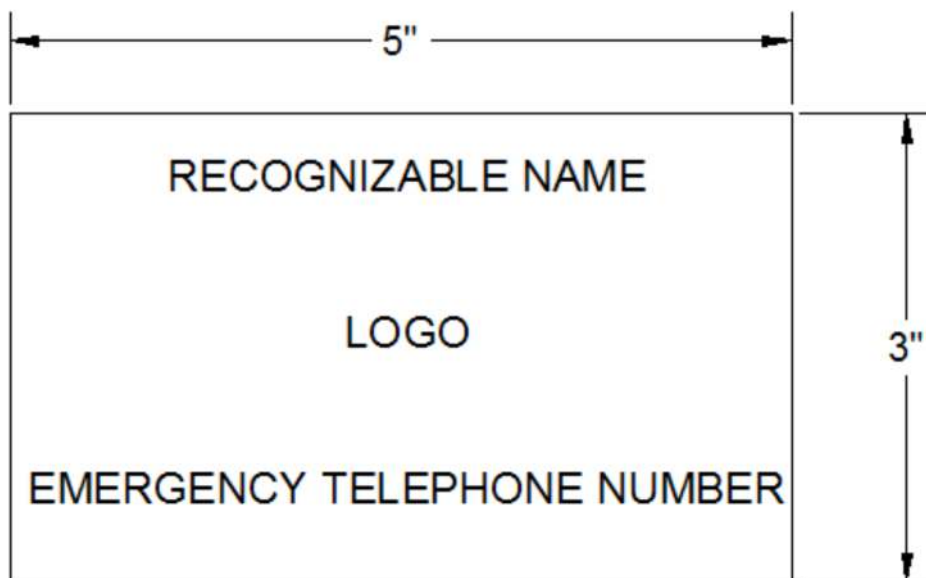 5"
RECOGNIZABLE NAME
LOGO
3"
EMERGENCY TELEPHONE NUMBER